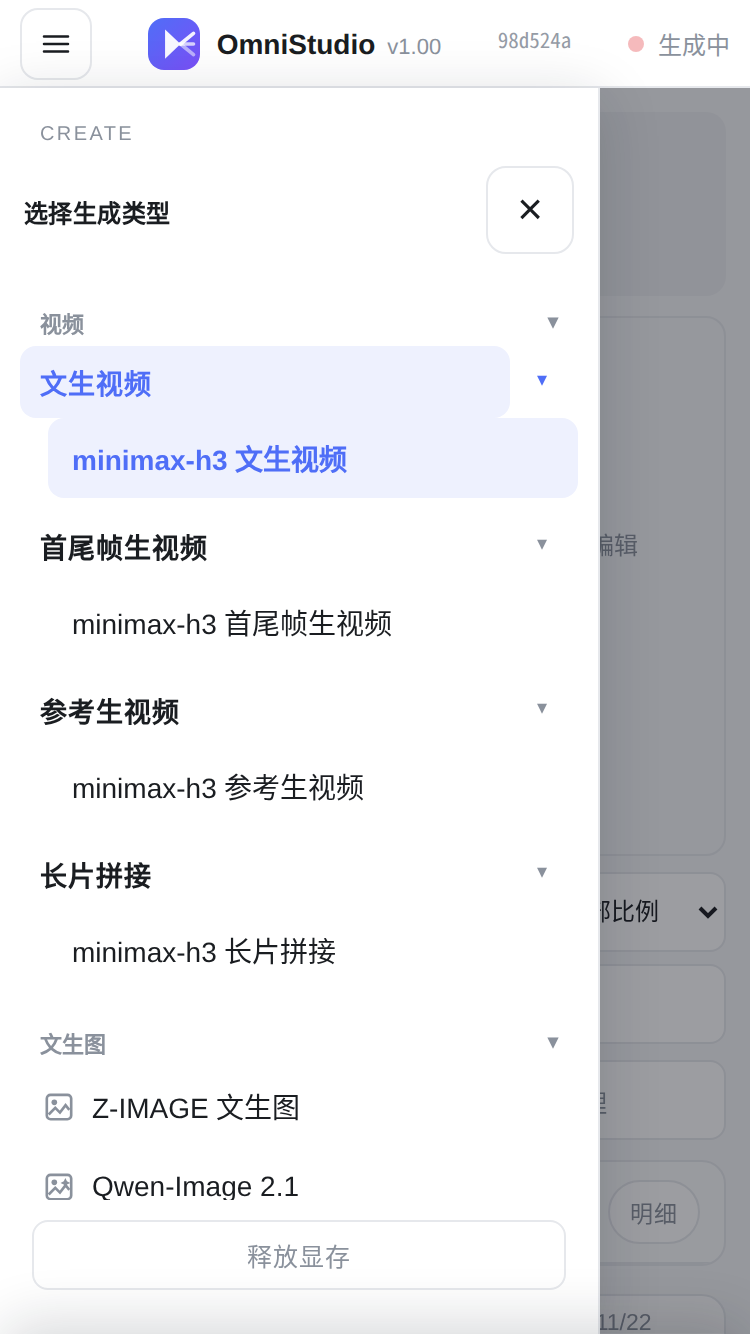 OmniStudio v1.00 98d524a 生成中
CREATE
选择生成类型
视频
文生视频
minimax-h3 文生视频
首尾帧生视频
minimax-h3 首尾帧生视频
编辑
参考生视频
minimax-h3 参考生视频
长片拼接
部比例
minimax-h3 长片拼接
文生图
Z-IMAGE 文生图
Qwen-Image 2.1
明细
释放显存
11/22